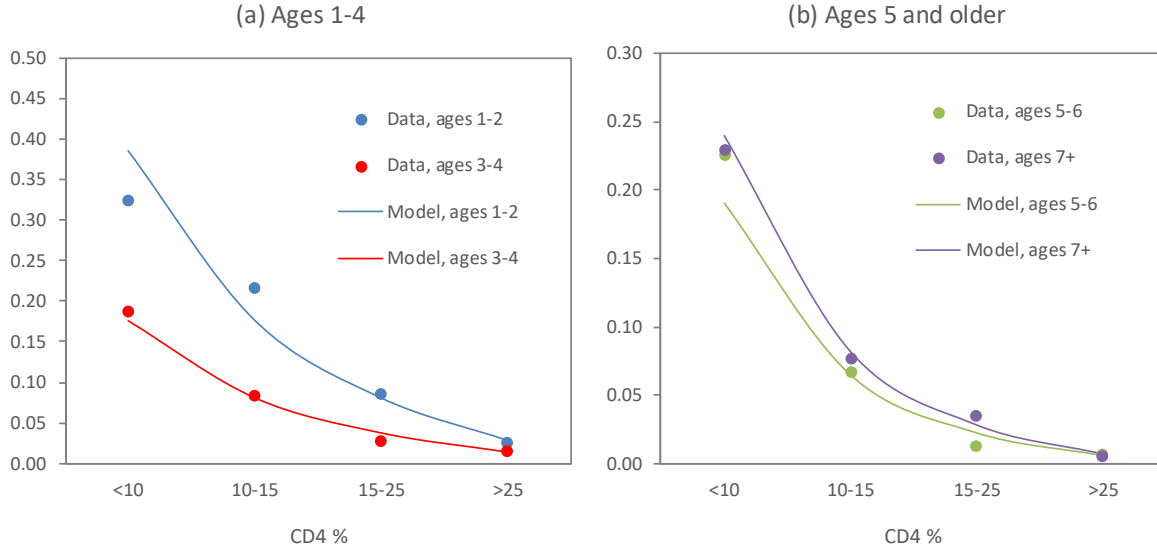 (a) Ages 1-4
0.50
0.45
0.40
0.35
0.30
0.25
0.20
0.15
0.10
0.05
0.00
Data, ages 1-2
Data, ages 3-4
Model, ages 1-2
Model, ages 3-4
<10 10-15 15-25 >25
CD4 %
(b) Ages 5 and older
0.30
0.25
0.20
0.15
0.10
0.05
0.00
Data, ages 5-6
Data, ages 7+
Model, ages 5-6
Model, ages 7+
<10 10-15 15-25 >25
CD4 %